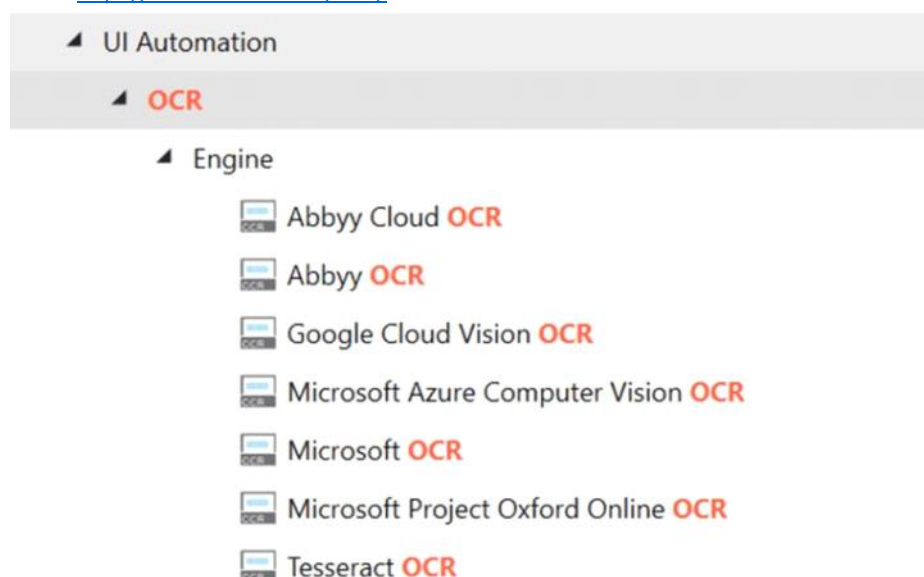 UI Automation
OCR
Engine
Abbyy Cloud OCR
Abbyy OCR
Google Cloud Vision OCR
Microsoft Azure Computer Vision OCR
Microsoft OCR
Microsoft Project Oxford Online OCR
Tesseract OCR